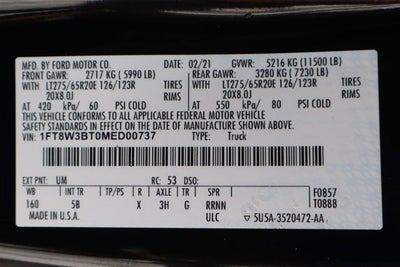 MFD. BY FORD MOTOR CO. 02/21 GVWR: 5216 KG (11500 LB)
FRONT GAWR: 2717 KG (5990 LB) REAR GAWR: 3280 KG (7230 LB)
WITH LT275/65R20E 126/123R TIRES WITH LT275/65R20E 126/123R TIRES
20X8.0J RIMS 20X8.0J RIMS
AT 420 kPa/ 60 PSI COLD AT 550 kPa/ 80 PSI COLD
THIS VEHICLE CONFORMS TO ALL APPLICABLE FEDERAL MOTOR VEHICLE SAFETY STANDARDS IN EFFECT ON THE DATE OF MANUFACTURE SHOWN ABOVE.
VIN: 1FT8W3BT0MED00737 TYPE: Truck
EXT PNT: UM RC: 53 DSO:
WB INT TR TP/PS R AXLE TR SPR F0857
160 5B X 3H G RRNN T0888
U.S.A. ULC 5U5A-3520472-AA